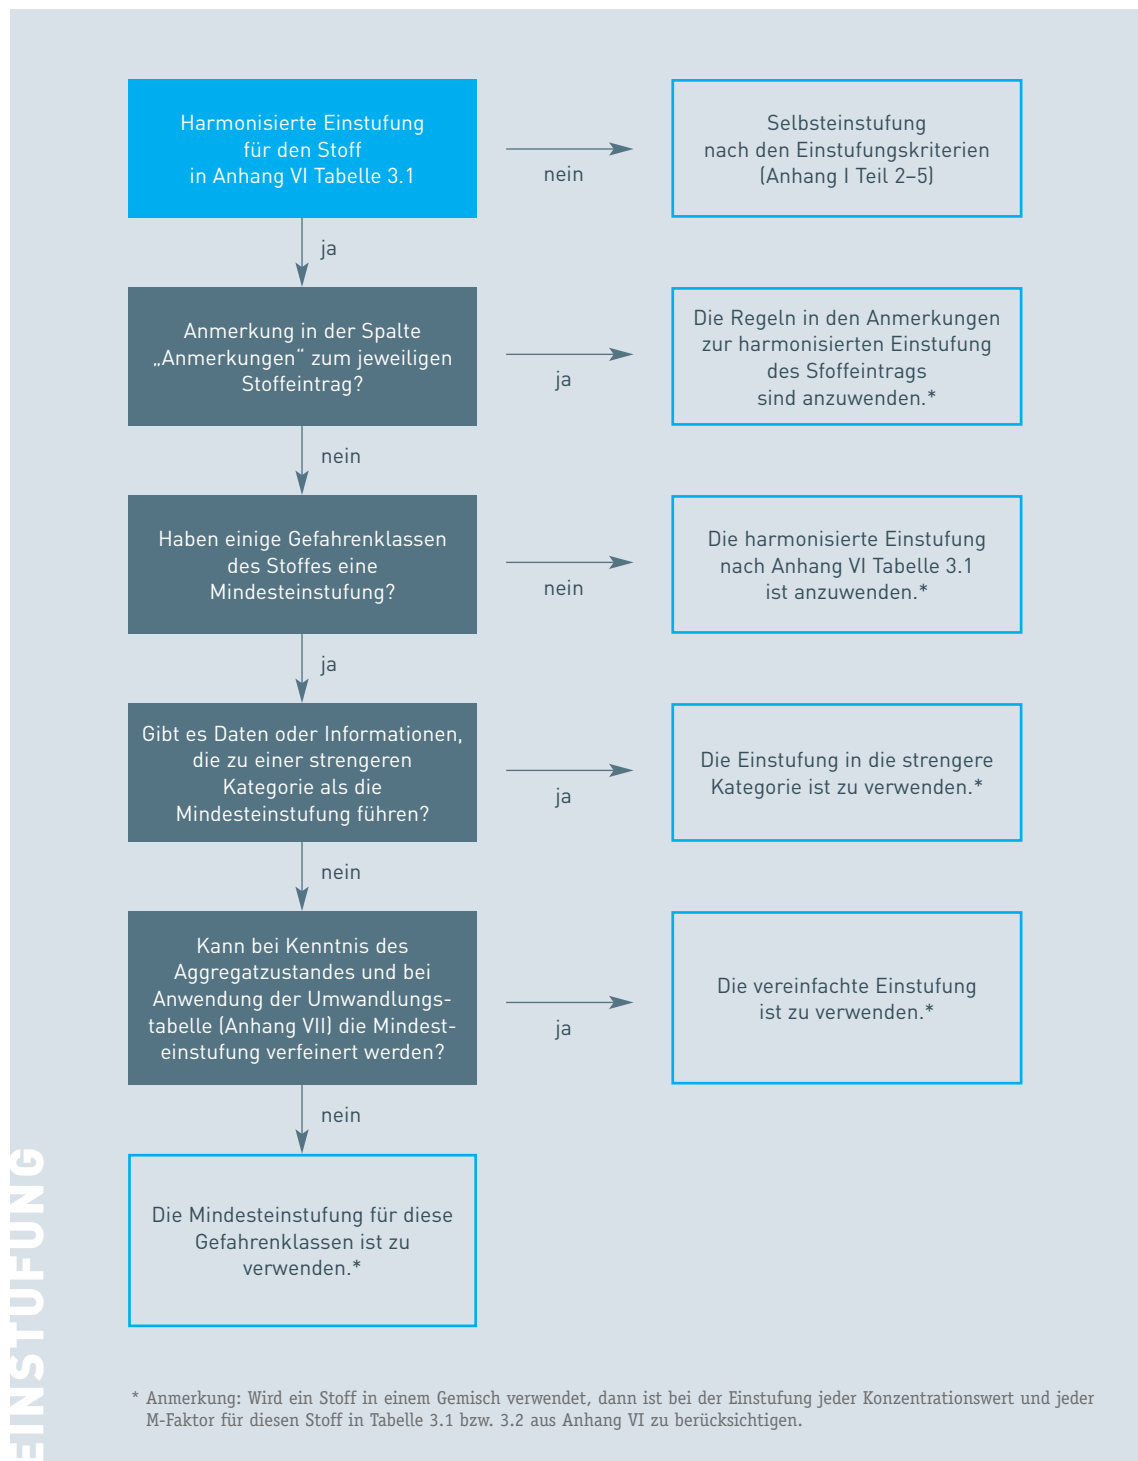 Harmonisierte Einstufung
für den Stoff
in Anhang VI Tabelle 3.1
nein
Selbsteinstufung
nach den Einstufungskriterien
(Anhang I Teil 2–5)
ja
Anmerkung in der Spalte
„Anmerkungen“ zum jeweiligen
Stoffeintrag?
ja
Die Regeln in den Anmerkungen
zur harmonisierten Einstufung
des Sfoffeintrags
sind anzuwenden.*
nein
Haben einige Gefahrenklassen
des Stoffes eine
Mindesteinstufung?
nein
Die harmonisierte Einstufung
nach Anhang VI Tabelle 3.1
ist anzuwenden.*
ja
Gibt es Daten oder Informationen,
die zu einer strengeren
Kategorie als die
Mindesteinstufung führen?
ja
Die Einstufung in die strengere
Kategorie ist zu verwenden.*
nein
Kann bei Kenntnis des
Aggregatzustandes und bei
Anwendung der Umwandlungs-
tabelle (Anhang VII) die Mindest-
einstufung verfeinert werden?
ja
Die vereinfachte Einstufung
ist zu verwenden.*
nein
Die Mindesteinstufung für diese
Gefahrenklassen ist zu
verwenden.*
EINSTUFUNG
* Anmerkung: Wird ein Stoff in einem Gemisch verwendet, dann ist bei der Einstufung jeder Konzentrationswert und jeder
M-Faktor für diesen Stoff in Tabelle 3.1 bzw. 3.2 aus Anhang VI zu berücksichtigen.